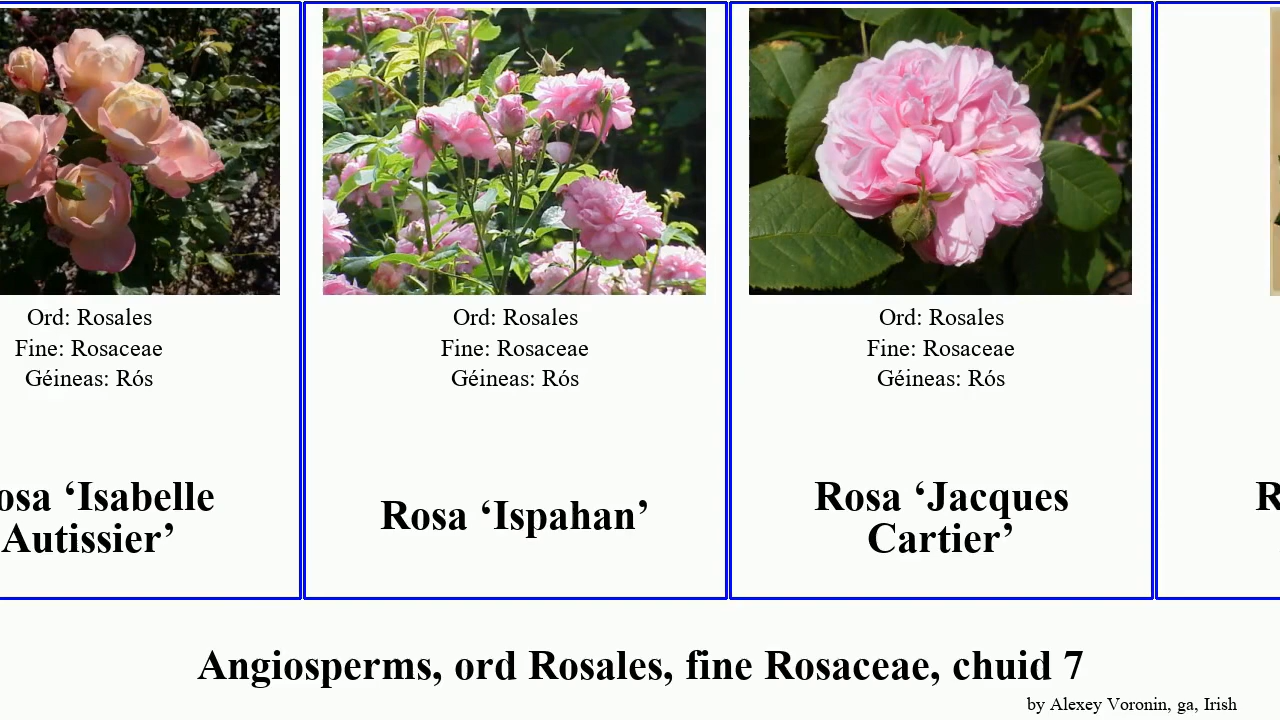 Ord: Rosales
Fine: Rosaceae
Géineas: Rós
‘Isabelle
Autissier’
Ord: Rosales
Fine: Rosaceae
Géineas: Rós
Rosa ‘Ispahan’
Ord: Rosales
Fine: Rosaceae
Géineas: Rós
Rosa ‘Jacques
Cartier’
Angiosperms, ord Rosales, fine Rosaceae, chuid 7
by Alexey Voronin, ga, Irish